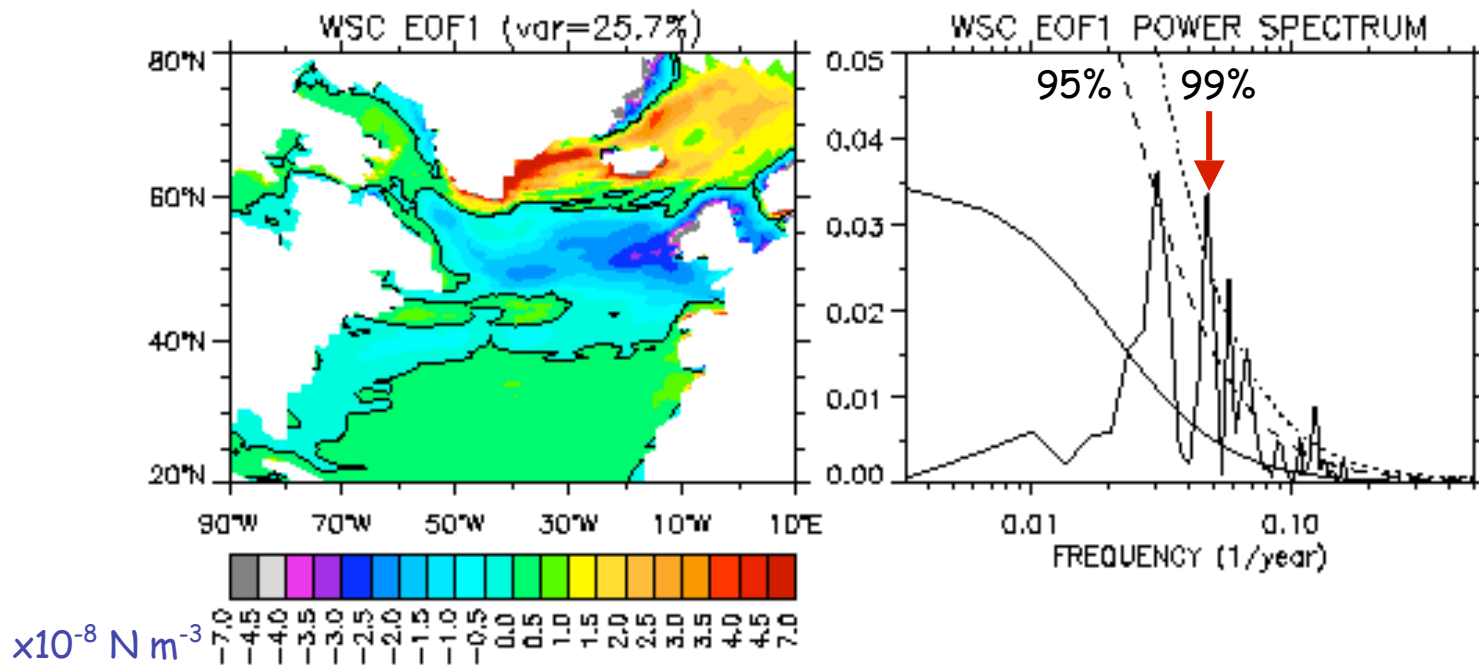 WSC EOF1 (var=25.7%)
80°N
60°N
40°N
20°N
90°W 70°W 50°W 30°W 10°W 10°E
-7.0 -4.5 -4.0 -3.5 -3.0 -2.5 -2.0 -1.5 -1.0 -0.5 0.0 0.5 1.0 1.5 2.0 2.5 3.0 3.5 4.0 4.5 7.0
x10⁻⁸ N m⁻³
WSC EOF1 POWER SPECTRUM
95% 99%
0.05
0.04
0.03
0.02
0.01
0.00
0.01 0.10
FREQUENCY (1/year)